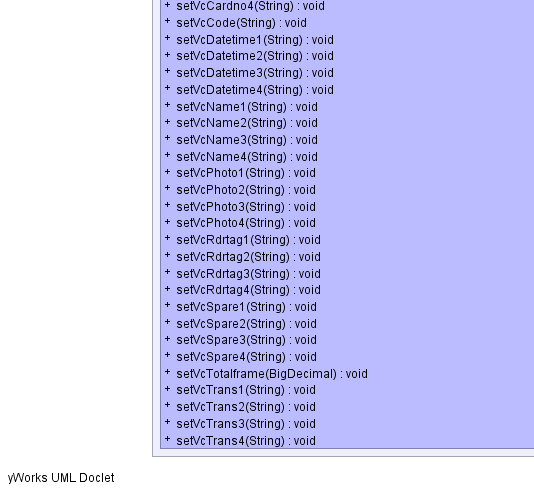 + setVcCardno4(String) : void
+ setVcCode(String) : void
+ setVcDatetime1(String) : void
+ setVcDatetime2(String) : void
+ setVcDatetime3(String) : void
+ setVcDatetime4(String) : void
+ setVcName1(String) : void
+ setVcName2(String) : void
+ setVcName3(String) : void
+ setVcName4(String) : void
+ setVcPhoto1(String) : void
+ setVcPhoto2(String) : void
+ setVcPhoto3(String) : void
+ setVcPhoto4(String) : void
+ setVcRdrtag1(String) : void
+ setVcRdrtag2(String) : void
+ setVcRdrtag3(String) : void
+ setVcRdrtag4(String) : void
+ setVcSpare1(String) : void
+ setVcSpare2(String) : void
+ setVcSpare3(String) : void
+ setVcSpare4(String) : void
+ setVcTotalframe(BigDecimal) : void
+ setVcTrans1(String) : void
+ setVcTrans2(String) : void
+ setVcTrans3(String) : void
+ setVcTrans4(String) : void
yWorks UML Doclet